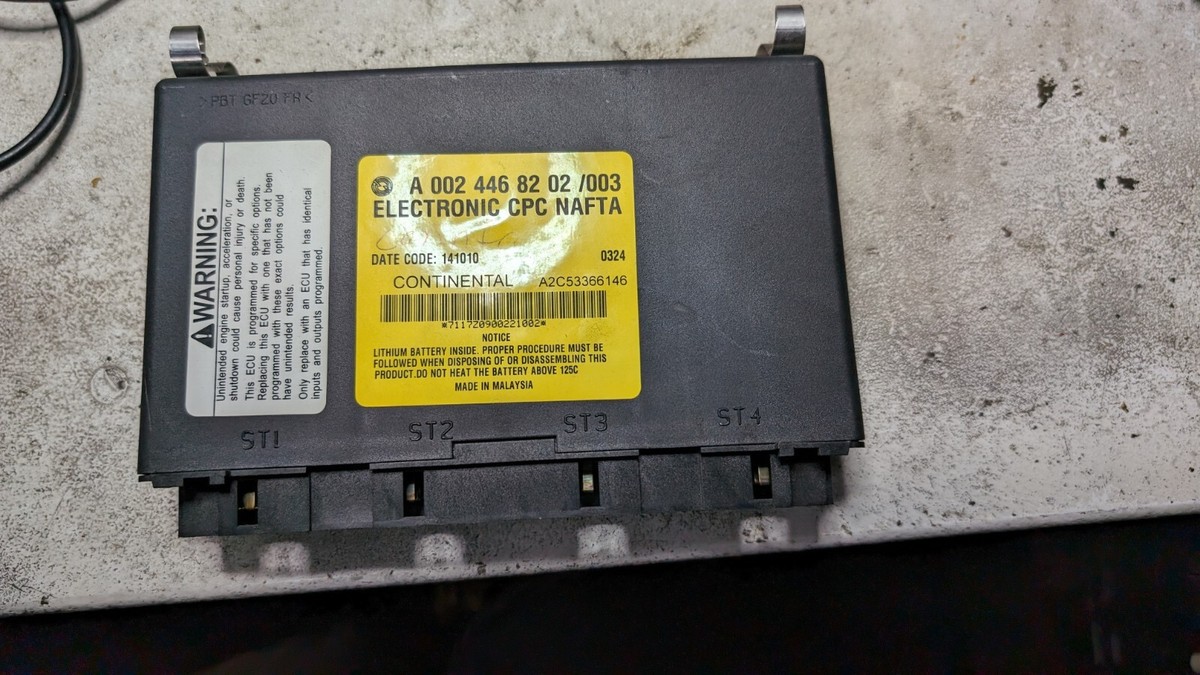 >PBT GF20 FR<
WARNING:
Unintended engine startup, acceleration, or
shutdown could cause personal injury or death.
This ECU is programmed for specific options.
Replacing this ECU with one that has not been
programmed with these exact options could
have unintended results.
Only replace with an ECU that has identical
inputs and outputs programmed.
A 002 446 82 02 /003
ELECTRONIC CPC NAFTA
DATE CODE: 141010 0324
CONTINENTAL A2C53366146
*711720900221002*
NOTICE
LITHIUM BATTERY INSIDE. PROPER PROCEDURE MUST BE
FOLLOWED WHEN DISPOSING OF OR DISASSEMBLING THIS
PRODUCT.DO NOT HEAT THE BATTERY ABOVE 125C
MADE IN MALAYSIA
ST1 ST2 ST3 ST4